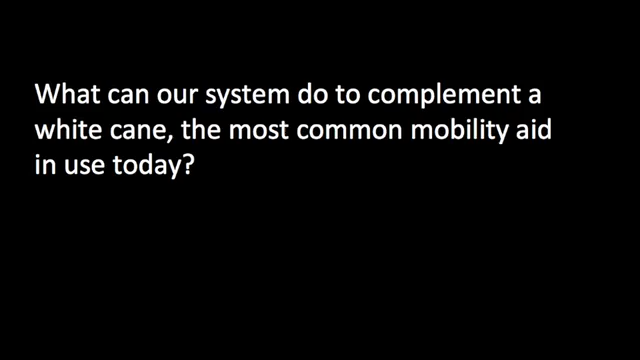 What can our system do to complement a
white cane, the most common mobility aid
in use today?